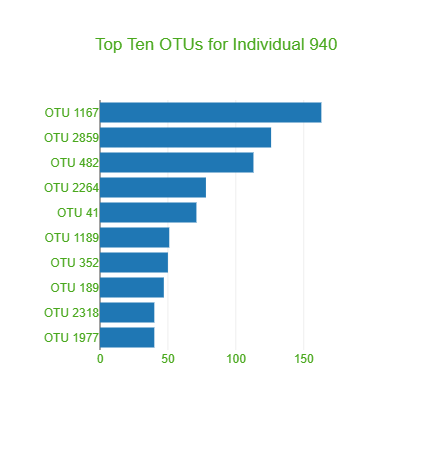 Top Ten OTUs for Individual 940
OTU 1167
OTU 2859
OTU 482
OTU 2264
OTU 41
OTU 1189
OTU 352
OTU 189
OTU 2318
OTU 1977
0 50 100 150